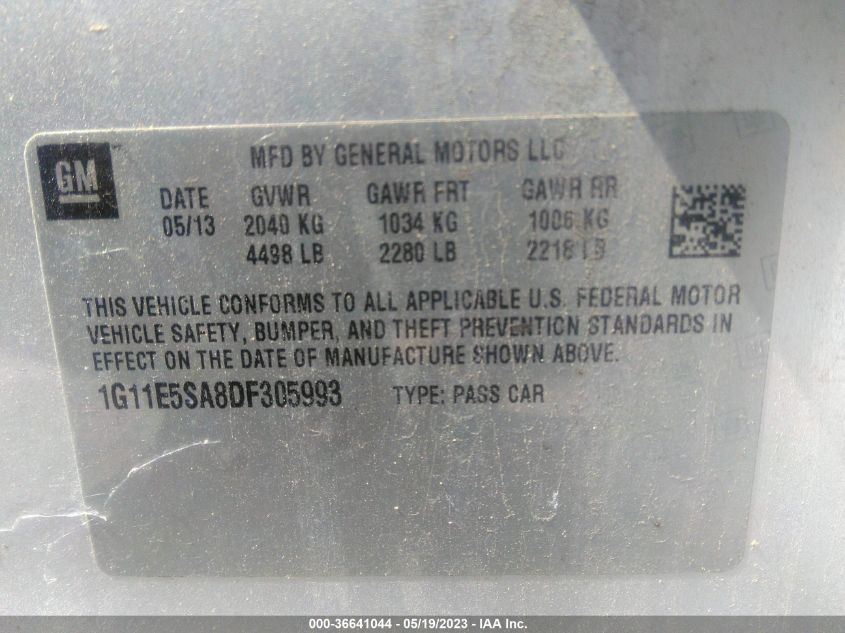 GM™ MFD BY GENERAL MOTORS LLC
DATE GVWR GAWR FRT GAWR RR
05/13 2040 KG 1034 KG 1006 KG
4498 LB 2280 LB 2218 LB
THIS VEHICLE CONFORMS TO ALL APPLICABLE U.S. FEDERAL MOTOR
VEHICLE SAFETY, BUMPER, AND THEFT PREVENTION STANDARDS IN
EFFECT ON THE DATE OF MANUFACTURE SHOWN ABOVE.
1G11E5SA8DF305993 TYPE: PASS CAR
000-36641044 - 05/19/2023 - IAA Inc.